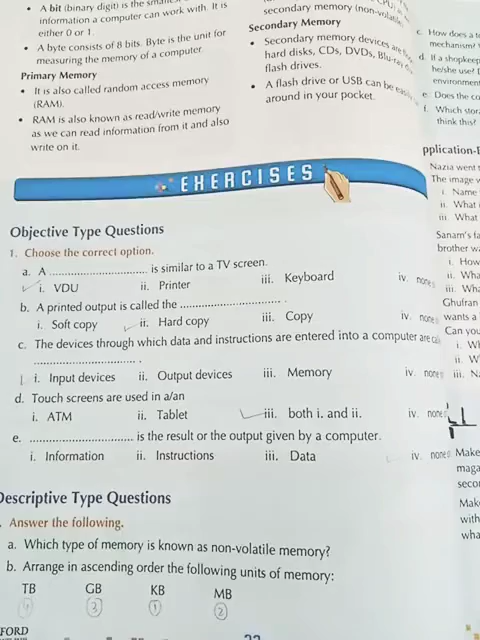 A bit (binary digit) is the
information a computer can work with. It is
either 0 or 1.
A byte consists of 8 bits. Byte is the unit for
measuring the memory of a computer.
Primary Memory
It is also called random access memory
(RAM).
RAM is also known as read/write memory
as we can read information from it and also
write on it.
secondary memory (non-volatile
Secondary Memory
Secondary memory devices are
hard disks, CDs, DVDs, Blu-ray
flash drives.
A flash drive or USB can be
around in your pocket.
c. How does a
mechanism?
d. If a shopkeep
he/she use?
environment
e. Does the
f. Which stor
think this?
EXERCISES
Objective Type Questions
1. Choose the correct option.
a. A .............................. is similar to a TV screen.
i. VDU ii. Printer iii. Keyboard iv. none
b. A printed output is called the .............................. .
i. Soft copy ii. Hard copy iii. Copy iv. none
c. The devices through which data and instructions are entered into a computer are
.............................. .
i. Input devices ii. Output devices iii. Memory iv. none
d. Touch screens are used in a/an
i. ATM ii. Tablet iii. both i. and ii. iv. none
e. .............................. is the result or the output given by a computer.
i. Information ii. Instructions iii. Data iv. none
Descriptive Type Questions
Answer the following.
a. Which type of memory is known as non-volatile memory?
b. Arrange in ascending order the following units of memory:
TB GB KB MB
4 3 1 2
FORD
pplication-
Nazia went
The image
i. Name
ii. What
iii. What
Sanam's fa
brother
i. How
ii. Wha
iii. Wha
Ghufran
wants a
Can you
i. W
ii. W
iii. N
Make
maga
secon
Mak
with
wha